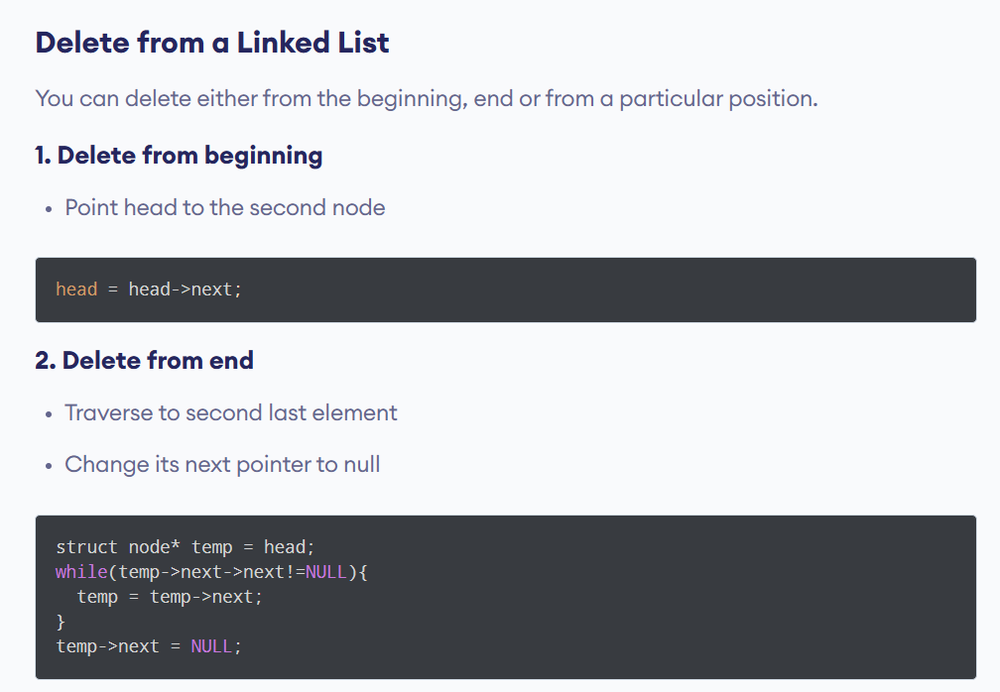 Delete from a Linked List
You can delete either from the beginning, end or from a particular position.
1. Delete from beginning
• Point head to the second node
head = head->next;
2. Delete from end
• Traverse to second last element
• Change its next pointer to null
struct node* temp = head;
while(temp->next->next!=NULL){
  temp = temp->next;
}
temp->next = NULL;